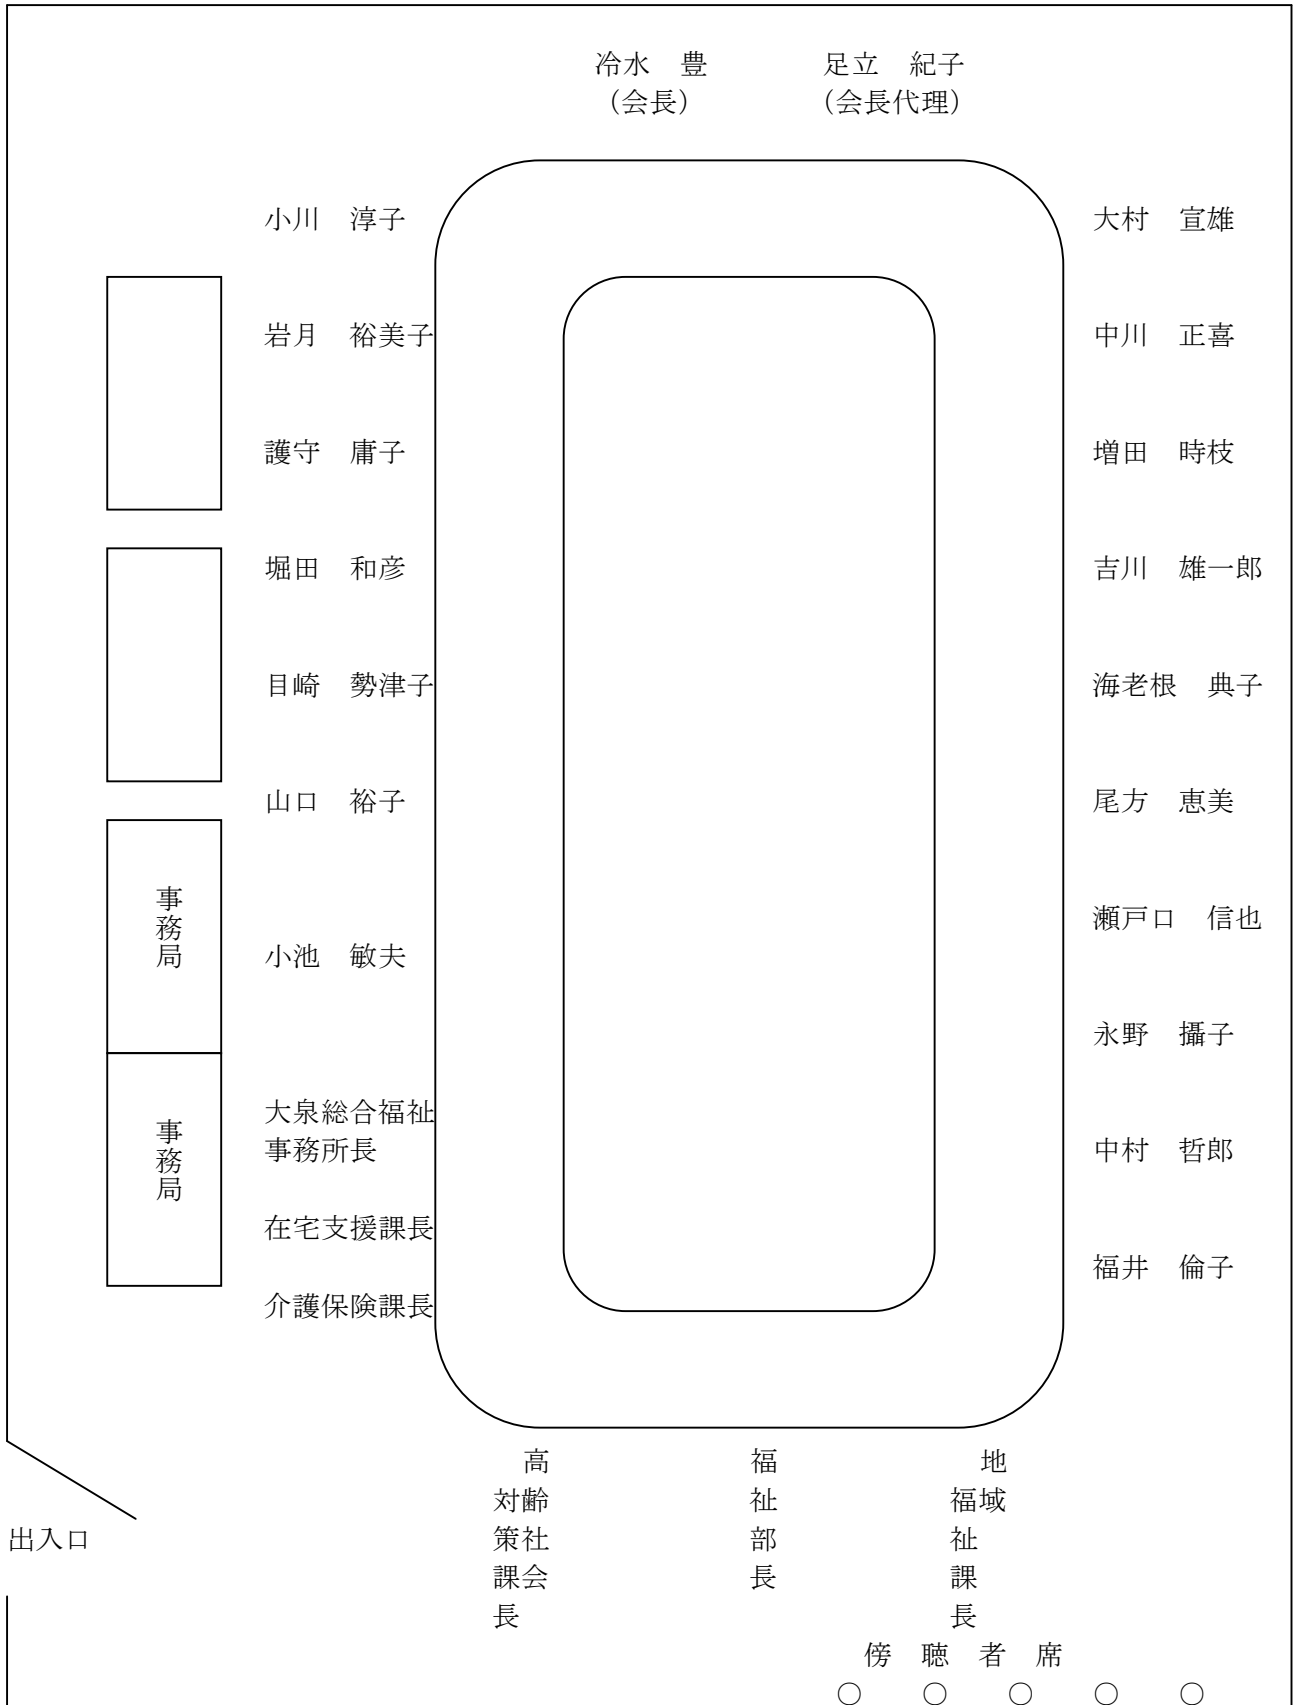 冷水　豊　　　　足立　紀子
（会長）　　　　（会長代理）
小川　淳子　　　　大村　宣雄
岩月　裕美子　　　　中川　正喜
護守　庸子　　　　増田　時枝
堀田　和彦　　　　吉川　雄一郎
目崎　勢津子　　　　海老根　典子
山口　裕子　　　　尾方　恵美
事務局
瀬戸口　信也
小池　敏夫
永野　攝子
大泉総合福祉
事務所長
事務局
中村　哲郎
在宅支援課長
福井　倫子
介護保険課長
高齢社会
対策課長
福祉部長
地域
福祉課長
出入口
傍　聴　者　席
○　○　○　○　○